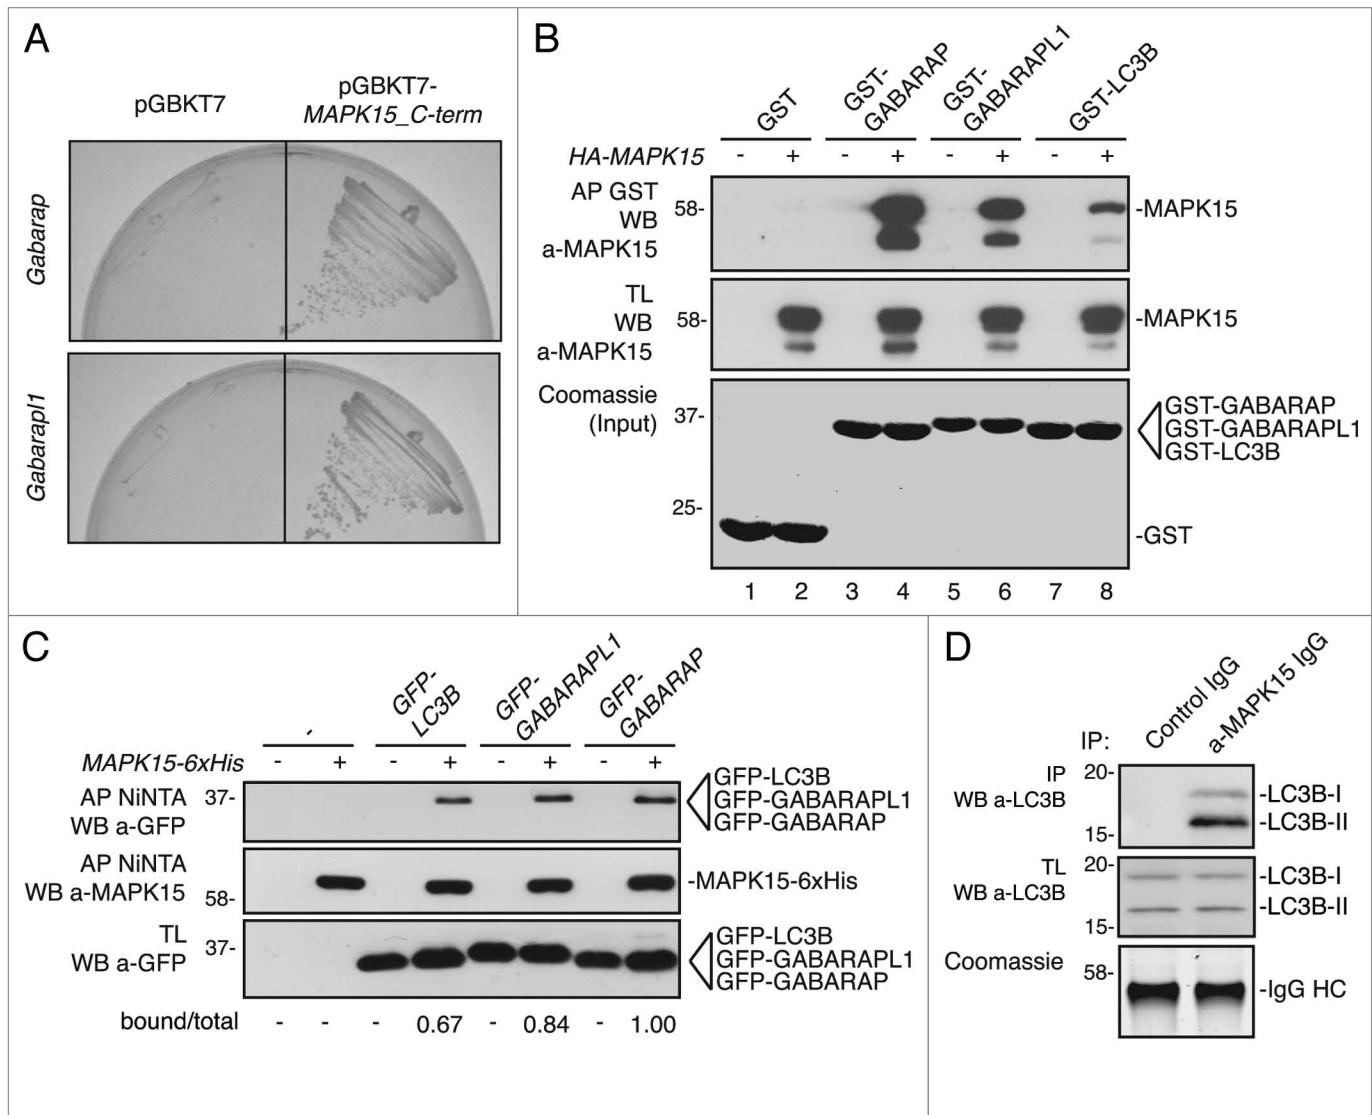 A
pGBKT7
pGBKT7-
MAPK15_C-term
Gabarap
Gabarapl1
B
GST
GST-
GABARAP
GST-
GABARAPL1
GST-LC3B
HA-MAPK15 - + - + - + - +
AP GST
WB
a-MAPK15
58-
-MAPK15
TL
WB
a-MAPK15
58-
-MAPK15
Coomassie
(Input)
37-
25-
GST-GABARAP
GST-GABARAPL1
GST-LC3B
-GST
1 2 3 4 5 6 7 8
C
-
GFP-
LC3B
GFP-
GABARAPL1
GFP-
GABARAP
MAPK15-6xHis - + - + - + - +
AP NiNTA
WB a-GFP
37-
GFP-LC3B
GFP-GABARAPL1
GFP-GABARAP
AP NiNTA
WB a-MAPK15
58-
-MAPK15-6xHis
TL
WB a-GFP
37-
GFP-LC3B
GFP-GABARAPL1
GFP-GABARAP
bound/total - - - 0.67 - 0.84 - 1.00
D
IP:
Control IgG
a-MAPK15 IgG
IP
WB a-LC3B
20-
15-
-LC3B-I
-LC3B-II
TL
WB a-LC3B
20-
15-
-LC3B-I
-LC3B-II
Coomassie
58-
-IgG HC